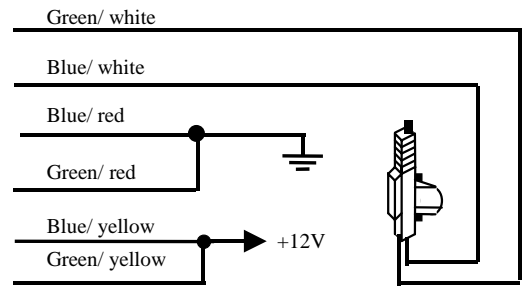 Green/ white
Blue/ white
Blue/ red
Green/ red
Blue/ yellow
+12V
Green/ yellow